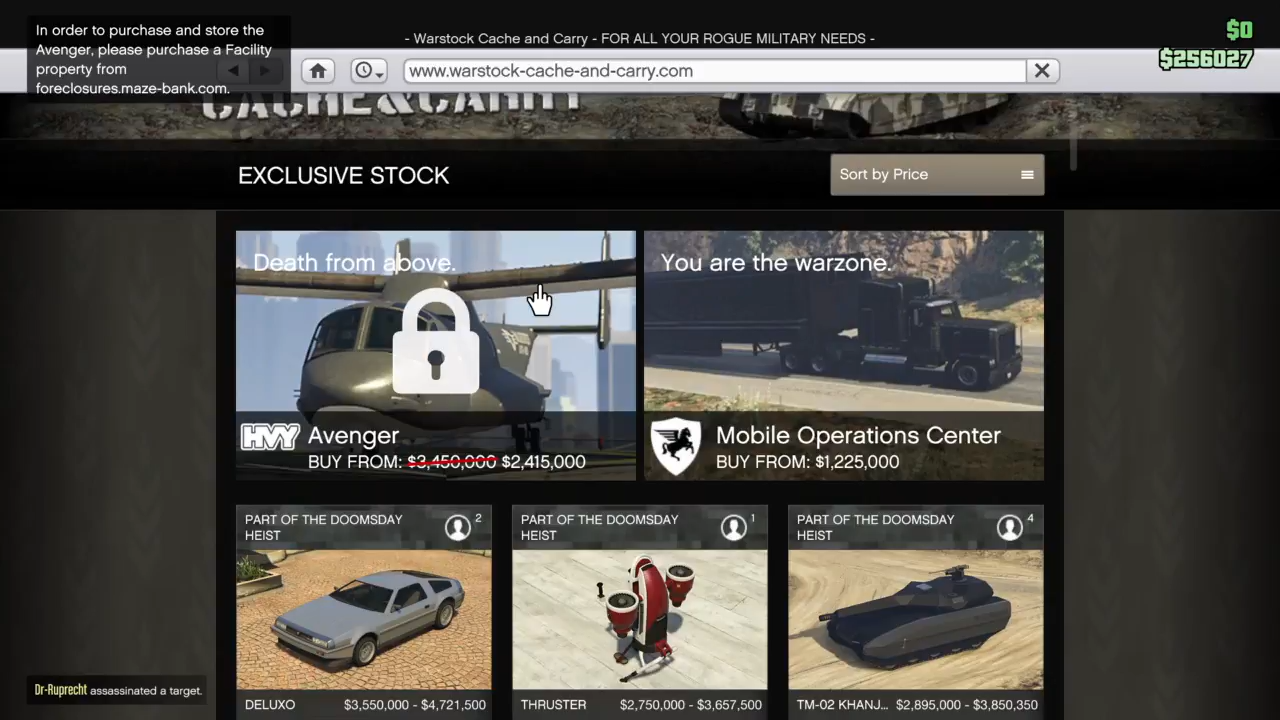 In order to purchase and store the
Avenger, please purchase a Facility
property from
foreclosures.maze-bank.com.
- Warstock Cache and Carry - FOR ALL YOUR ROGUE MILITARY NEEDS -
$0
$256027
www.warstock-cache-and-carry.com
CACHE&CARRY
EXCLUSIVE STOCK
Sort by Price
Death from above.
HVY Avenger
BUY FROM: $3,450,000 $2,415,000
You are the warzone.
Mobile Operations Center
BUY FROM: $1,225,000
PART OF THE DOOMSDAY
HEIST
2
DELUXO $3,550,000 - $4,721,500
PART OF THE DOOMSDAY
HEIST
1
THRUSTER $2,750,000 - $3,657,500
PART OF THE DOOMSDAY
HEIST
4
TM-02 KHANJ... $2,895,000 - $3,850,350
Dr-Ruprecht assassinated a target.